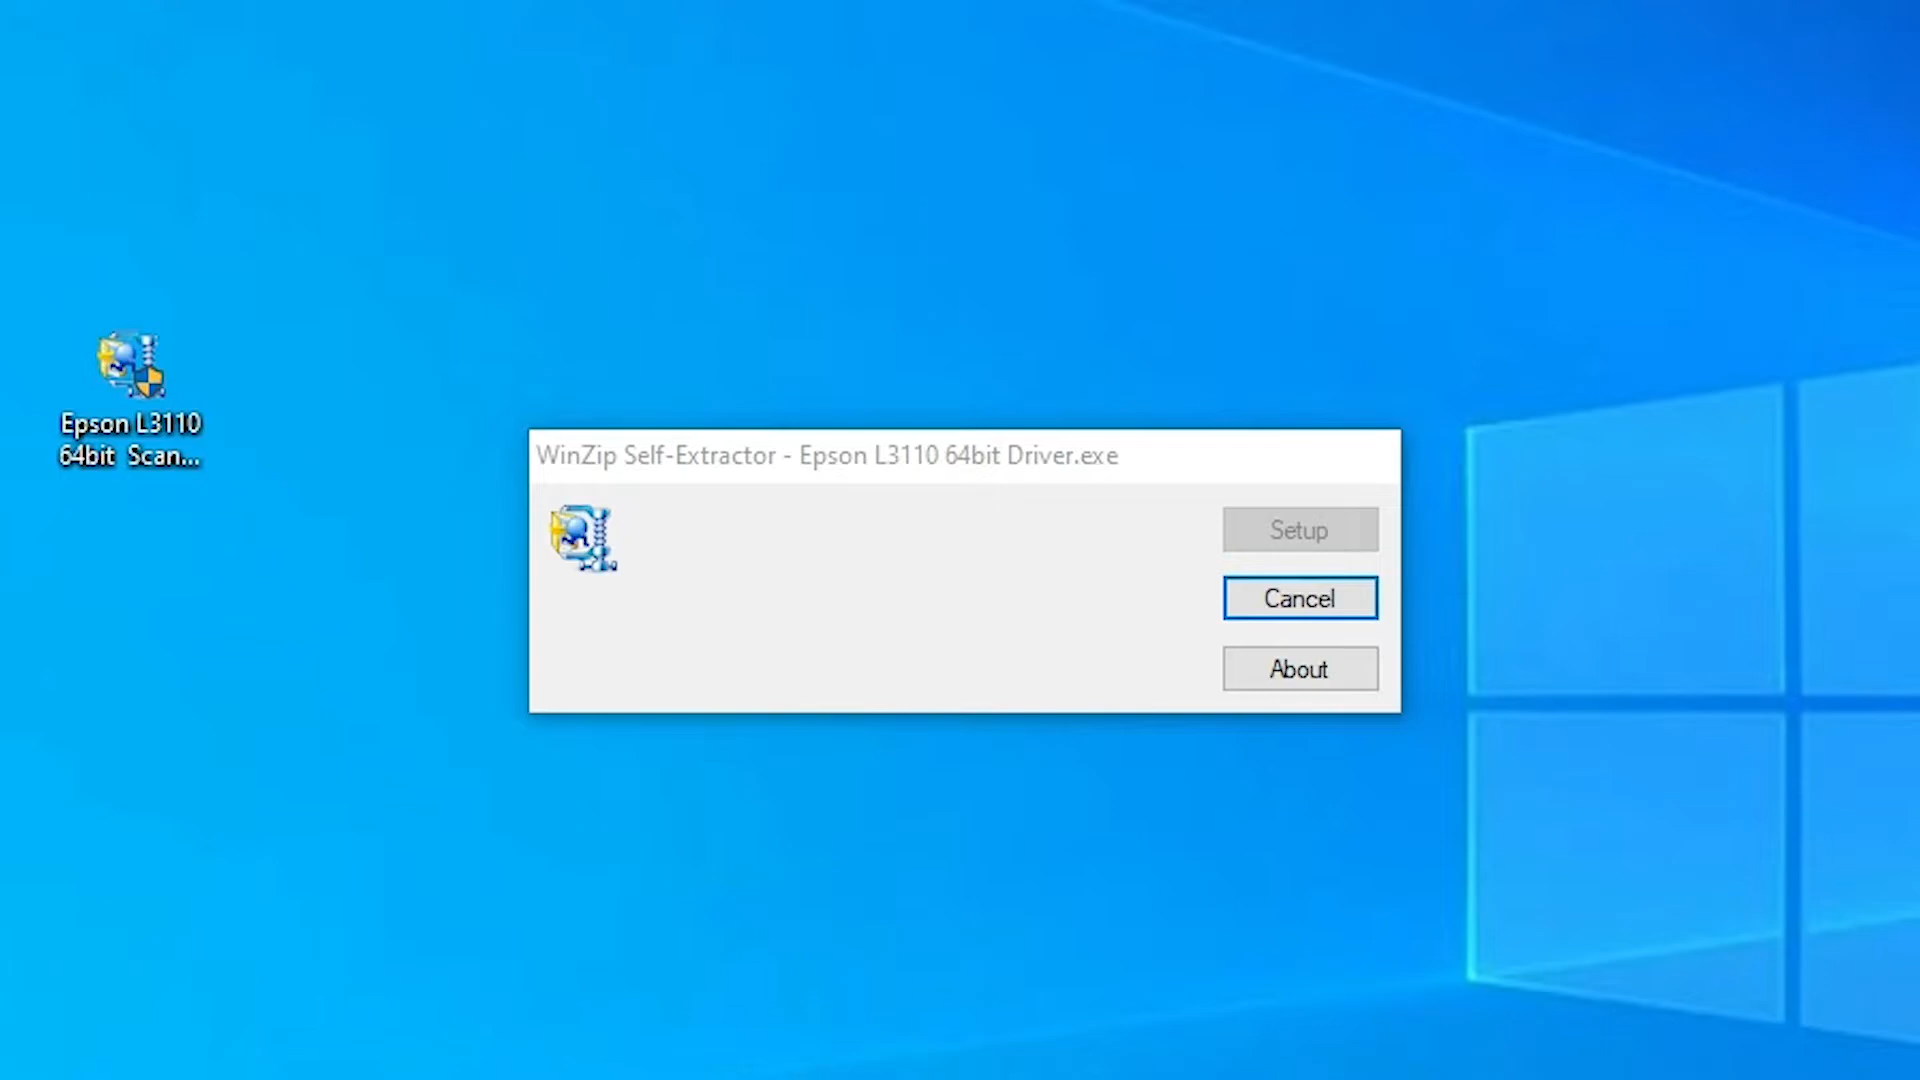 Epson L3110
64bit Scan...
WinZip Self-Extractor - Epson L3110 64bit Driver.exe
Setup
Cancel
About